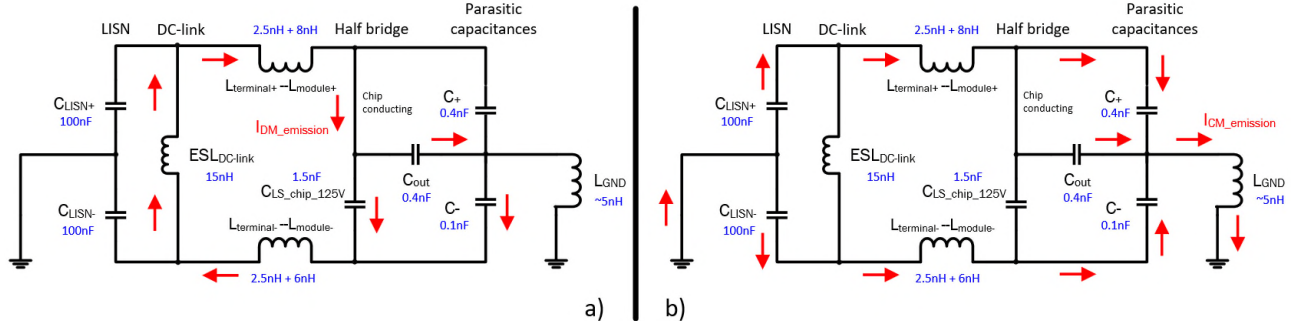 LISN
DC-link
2.5nH + 8nH
Half bridge
Parasitic
capacitances
Lterminal+ --Lmodule+
CLISN+
100nF
Chip
conducting
C+
0.4nF
IDM_emission
ESLDC-link
15nH
1.5nF
CLS_chip_125V
Cout
0.4nF
LGND
~5nH
CLISN-
100nF
C-
0.1nF
Lterminal- --Lmodule-
2.5nH + 6nH
a)
LISN
DC-link
2.5nH + 8nH
Half bridge
Parasitic
capacitances
Lterminal+ --Lmodule+
CLISN+
100nF
Chip
conducting
C+
0.4nF
ICM_emission
ESLDC-link
15nH
1.5nF
CLS_chip_125V
Cout
0.4nF
LGND
~5nH
CLISN-
100nF
C-
0.1nF
Lterminal- --Lmodule-
2.5nH + 6nH
b)